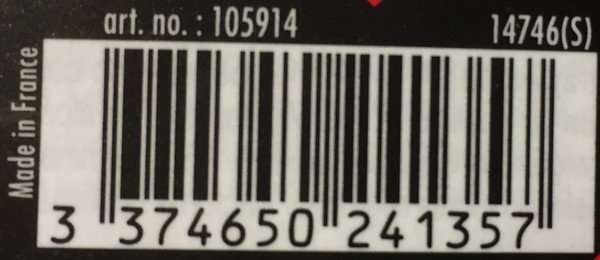 art. no.: 105914
14746(S)
Made in France
3 374650 241357